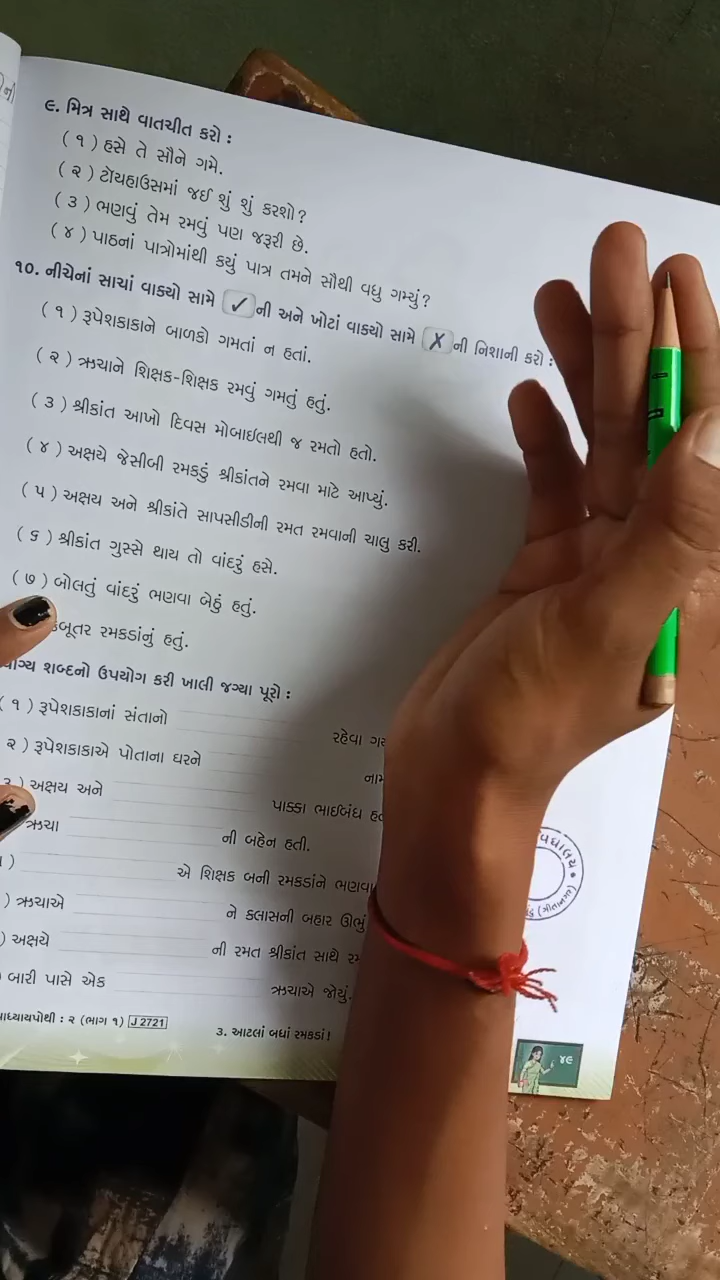 ૯. મિત્ર સાથે વાતચીત કરો :
(૧) હસે તે સૌને ગમે.
(૨) ટૉયહાઉસમાં જઈ શું શું કરશો?
(૩) ભણવું તેમ રમવું પણ જરૂરી છે.
(૪) પાઠનાં પાત્રોમાંથી કયું પાત્ર તમને સૌથી વધુ ગમ્યું?
૧૦. નીચેનાં સાચાં વાક્યો સામે ✓ ની અને ખોટાં વાક્યો સામે ✗ ની નિશાની કરો :
(૧) રૂપેશકાકાને બાળકો ગમતાં ન હતાં.
(૨) ઋચાને શિક્ષક-શિક્ષક રમવું ગમતું હતું.
(૩) શ્રીકાંત આખો દિવસ મોબાઈલથી જ રમતો હતો.
(૪) અક્ષયે જેસીબી રમકડું શ્રીકાંતને રમવા માટે આપ્યું.
(૫) અક્ષય અને શ્રીકાંતે સાપસીડીની રમત રમવાની ચાલુ કરી.
(૬) શ્રીકાંત ગુસ્સે થાય તો વાંદરું હસે.
(૭) બોલતું વાંદરું ભણવા બેઠું હતું.
રમકડાંનું હતું.
શબ્દનો ઉપયોગ કરી ખાલી જગ્યા પૂરો :
(૧) રૂપેશકાકાનાં સંતાનો રહેવા
૨) રૂપેશકાકાએ પોતાના ઘરને
) અક્ષય અને પાક્કા ભાઈબંધ
ઋચા ની બહેન હતી.
) એ શિક્ષક બની રમકડાંને
) ઋચાએ ને ક્લાસની બહાર ઊભું
) અક્ષયે ની રમત શ્રીકાંત સાથે
બારી પાસે એક ઋચાએ જોયું.
: ૨ (ભાગ ૧) J 2721
૩. આટલાં બધાં રમકડાં!
૪૯